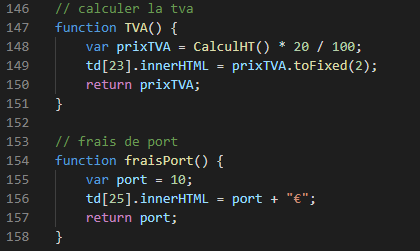 146 // calculer la tva
147 function TVA() {
148 var prixTVA = CalculHT() * 20 / 100;
149 td[23].innerHTML = prixTVA.toFixed(2);
150 return prixTVA;
151 }
152
153 // frais de port
154 function fraisPort() {
155 var port = 10;
156 td[25].innerHTML = port + "€";
157 return port;
158 }